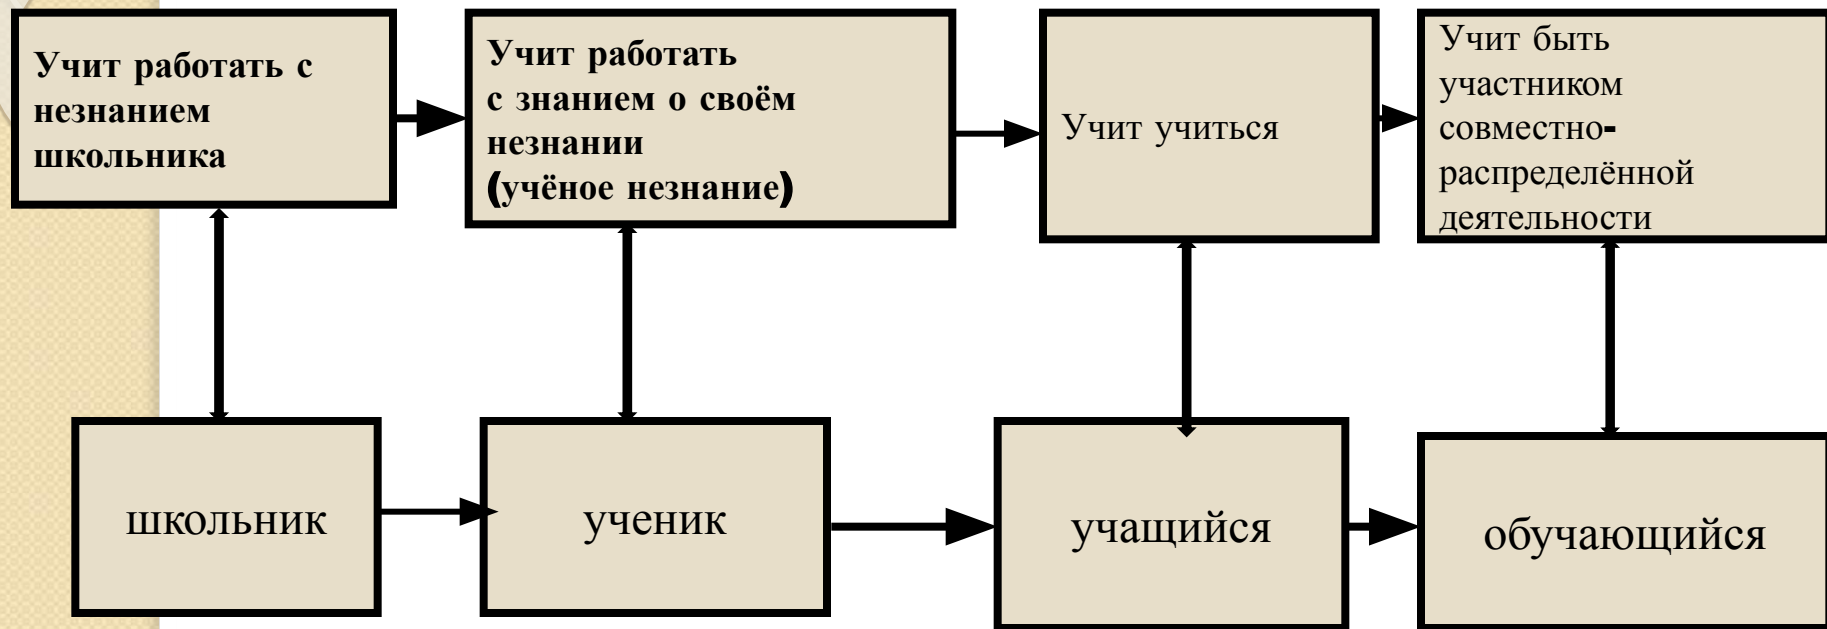 Учит работать с
незнанием
школьника
Учит работать
с знанием о своём
незнании
(учёное незнание)
Учит учиться
Учит быть
участником
совместно-
распределённой
деятельности
школьник
ученик
учащийся
обучающийся